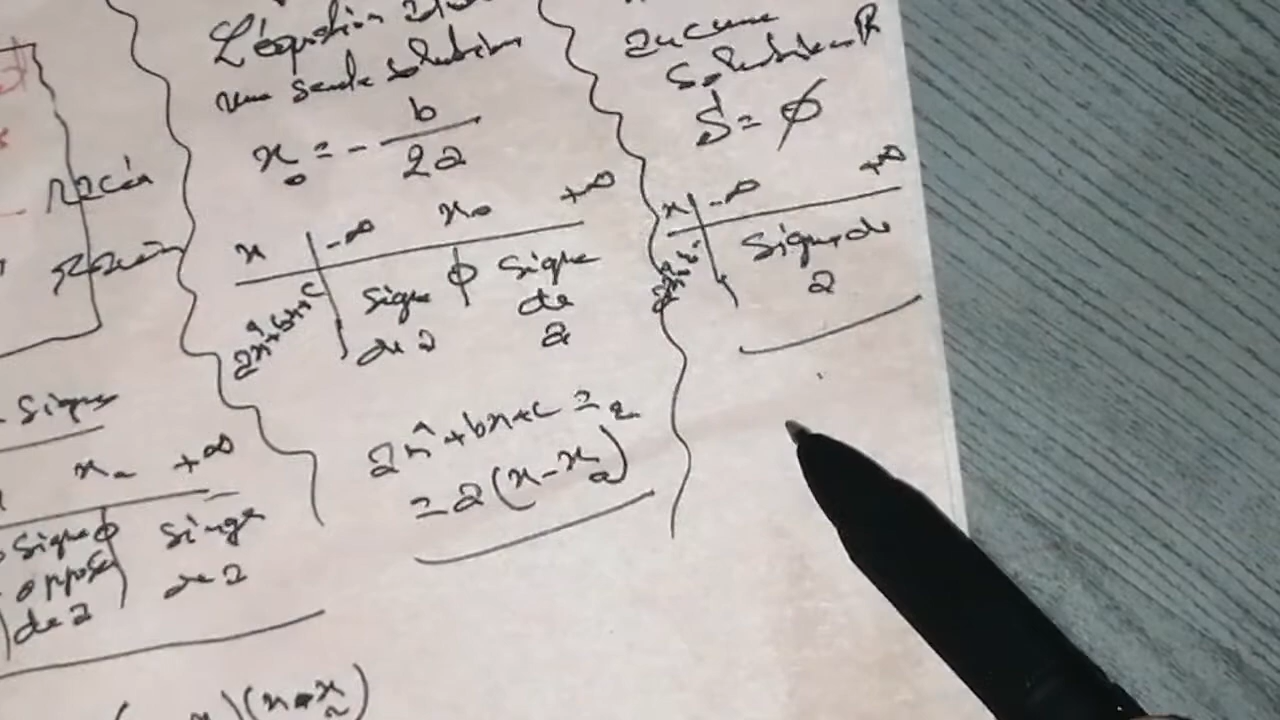 L'équation
une seule solution
x₀ = - b / 2a
x -∞ x₀ +∞
ax²+bx+c signe de a 0 signe de a
ax²+bx+c =
= a(x-x₀)²
aucune
solution ℝ
S = ∅
x -∞ +∞
signe de
a
signe
x₂ +∞
signe opposé de a 0 signe de a